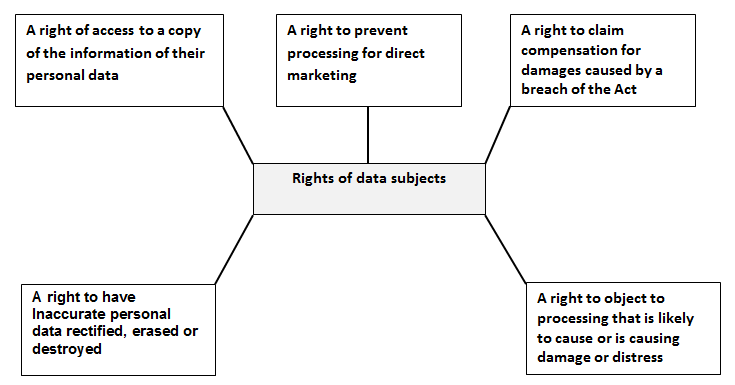 A right of access to a copy
of the information of their
personal data
A right to prevent
processing for direct
marketing
A right to claim
compensation for
damages caused by a
breach of the Act
Rights of data subjects
A right to have
Inaccurate personal
data rectified, erased or
destroyed
A right to object to
processing that is likely
to cause or is causing
damage or distress